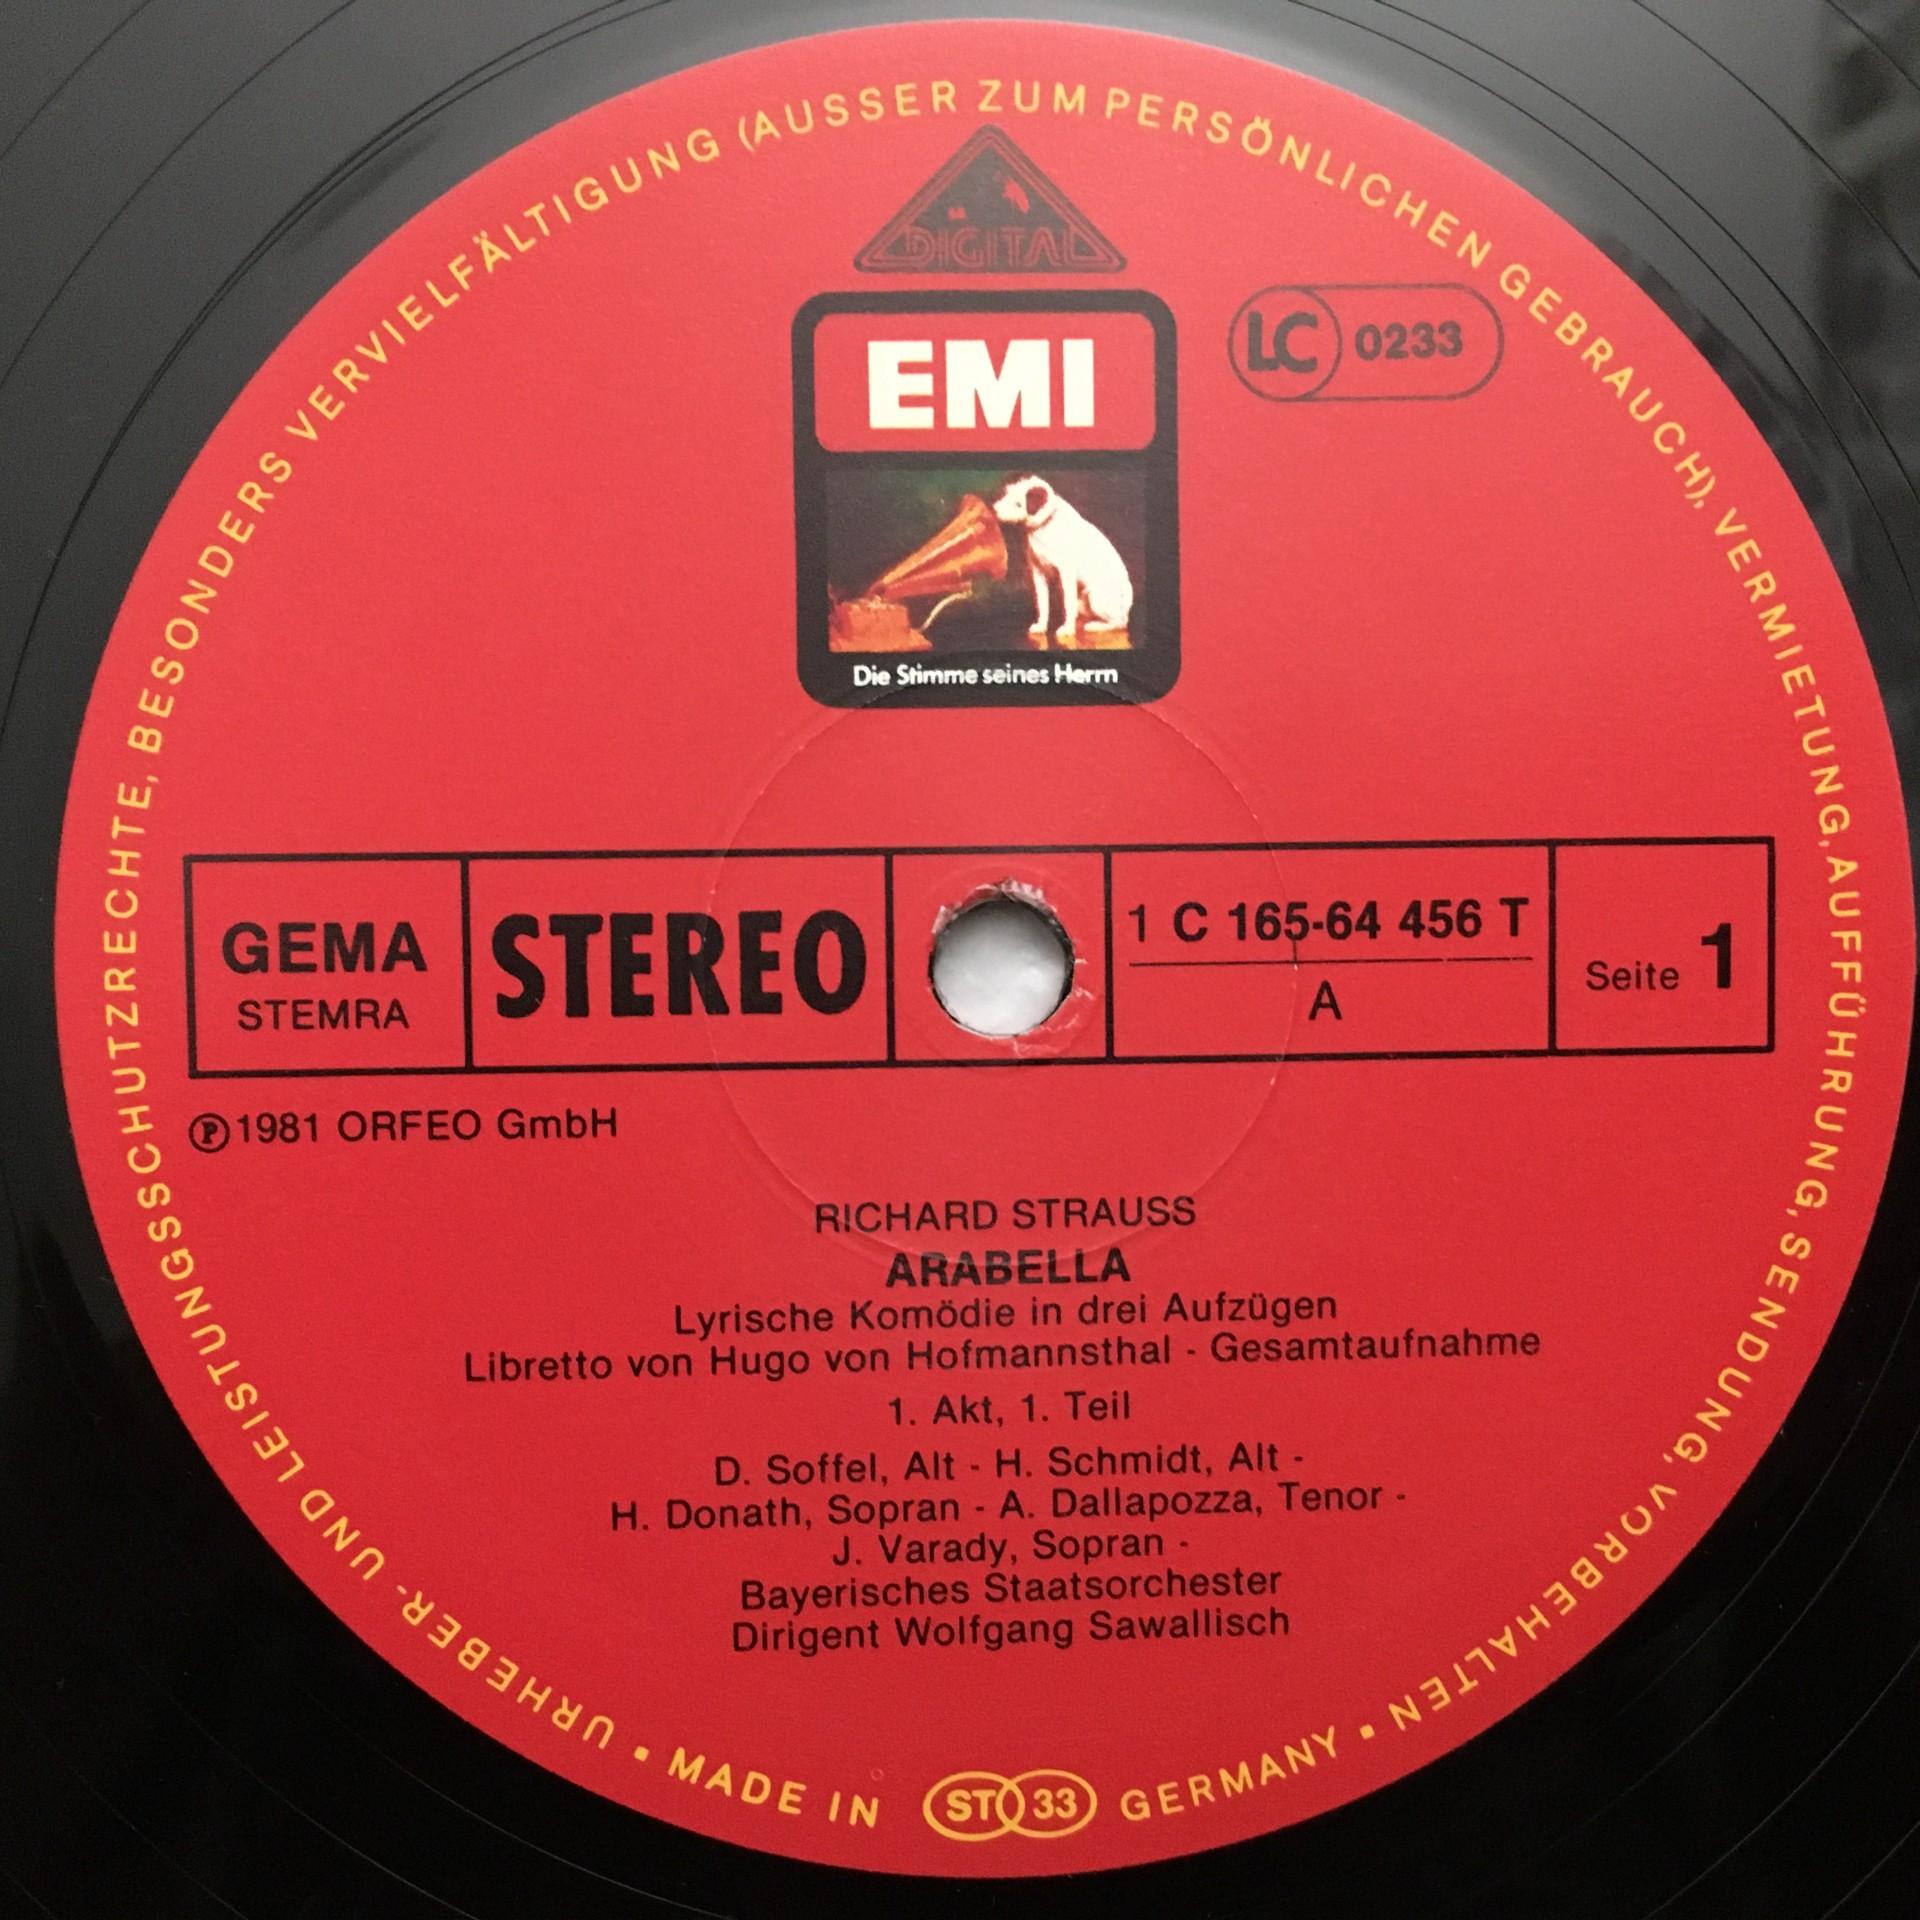 URHEBER- UND LEISTUNGSSCHUTZRECHTE, BESONDERS VERVIELFÄLTIGUNG (AUSSER ZUM PERSÖNLICHEN GEBRAUCH), VERMIETUNG, AUFFÜHRUNG, SENDUNG, VORBEHALTEN ▪
DIGITAL
EMI
LC 0233
Die Stimme seines Herrn
GEMA
STEMRA
STEREO
1 C 165-64 456 T
A
Seite 1
℗ 1981 ORFEO GmbH
RICHARD STRAUSS
ARABELLA
Lyrische Komödie in drei Aufzügen
Libretto von Hugo von Hofmannsthal - Gesamtaufnahme
1. Akt, 1. Teil
D. Soffel, Alt - H. Schmidt, Alt -
H. Donath, Sopran - A. Dallapozza, Tenor -
J. Varady, Sopran -
Bayerisches Staatsorchester
Dirigent Wolfgang Sawallisch
▪ MADE IN ST 33 GERMANY